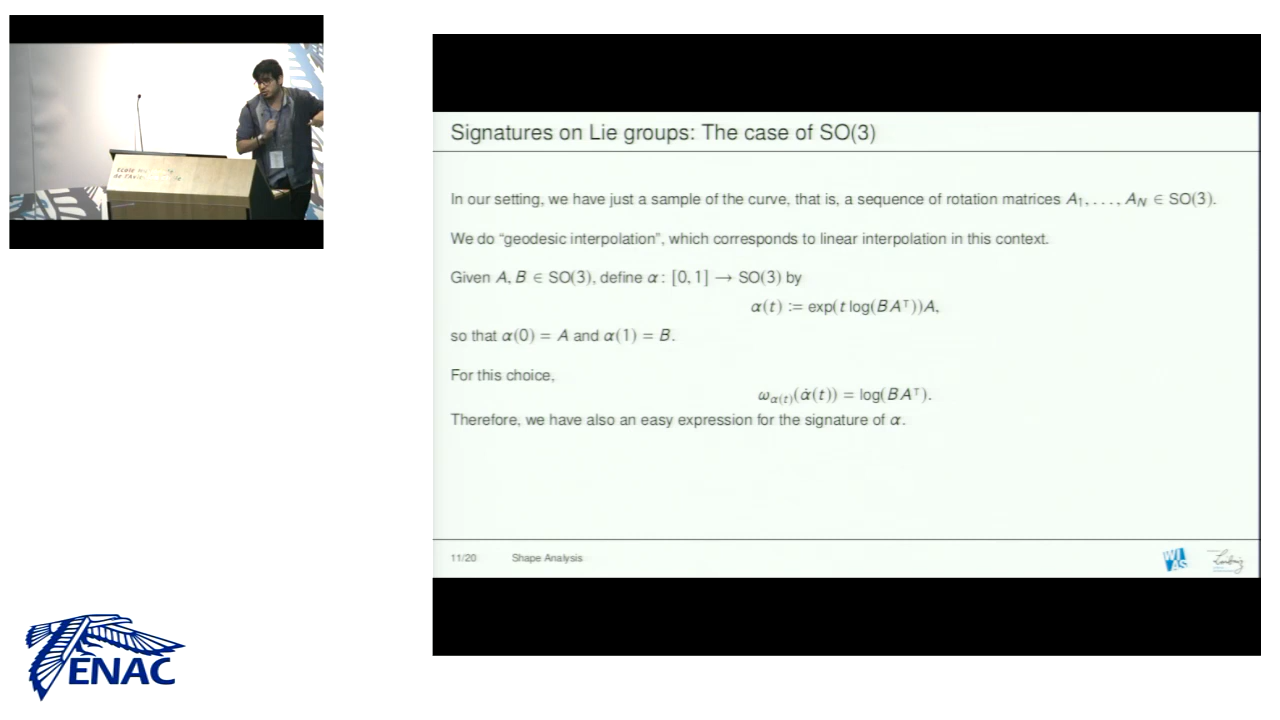 Signatures on Lie groups: The case of SO(3)
In our setting, we have just a sample of the curve, that is, a sequence of rotation matrices A₁, . . . , A_N ∈ SO(3).
We do “geodesic interpolation”, which corresponds to linear interpolation in this context.
Given A, B ∈ SO(3), define α: [0, 1] → SO(3) by
α(t) := exp(t log(BA⊤))A,
so that α(0) = A and α(1) = B.
For this choice,
ω_α(t)(α̇(t)) = log(BA⊤).
Therefore, we have also an easy expression for the signature of α.
11/20 Shape Analysis
WIAS
Leibniz
ENAC